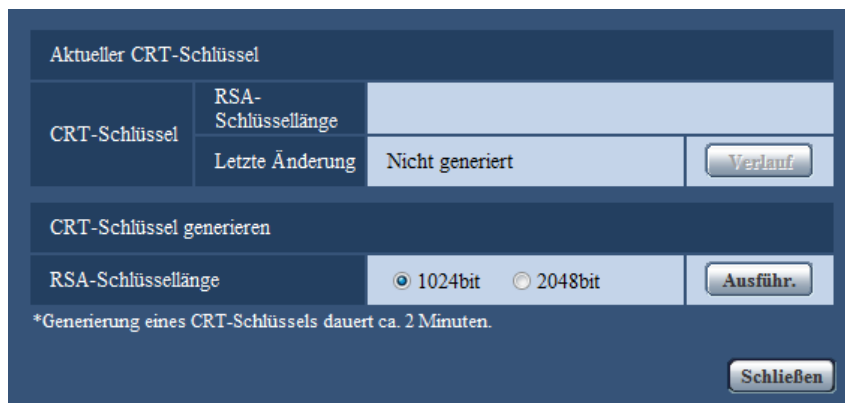 Aktueller CRT-Schlüssel
CRT-Schlüssel
RSA-
Schlüssellänge
Letzte Änderung
Nicht generiert
Verlauf
CRT-Schlüssel generieren
RSA-Schlüssellänge
1024bit
2048bit
Ausführ.
*Generierung eines CRT-Schlüssels dauert ca. 2 Minuten.
Schließen